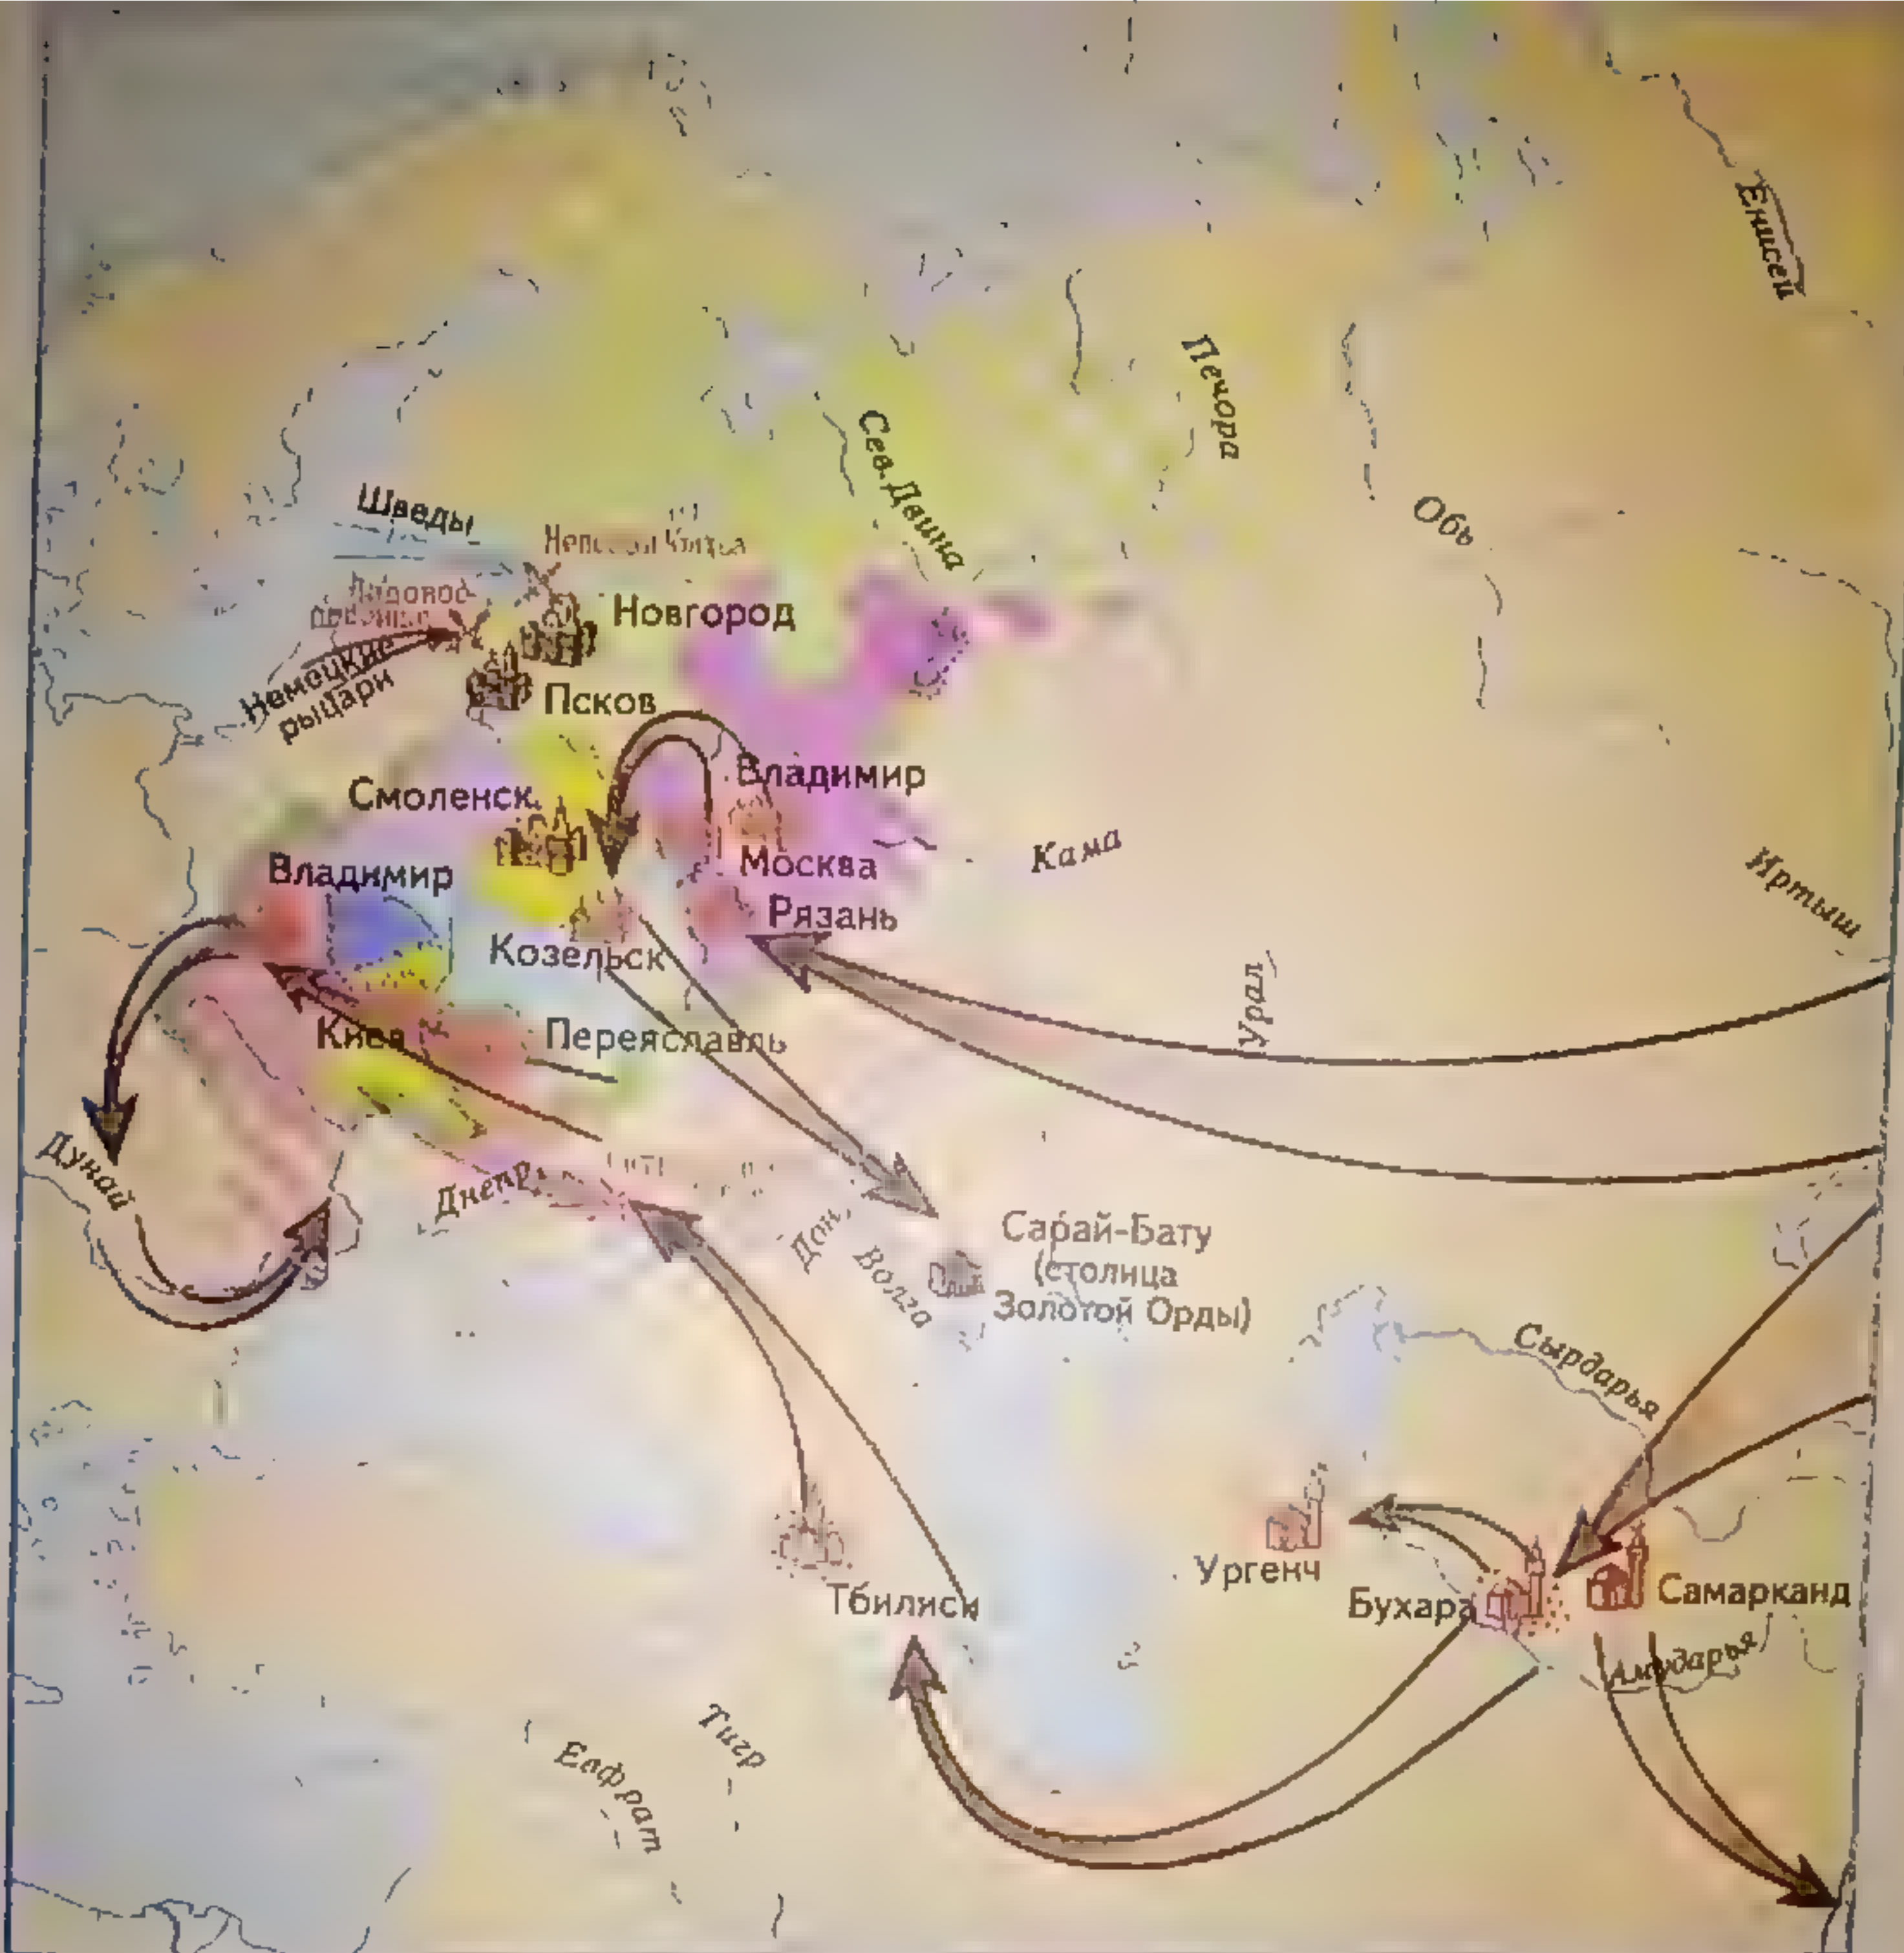 Енисей
Печора
Сев. Двина
Обь
Шведы
Новгород
Немецкие
рыцари
Псков
Владимир
Смоленск
Кама
Москва
Иртыш
Владимир
Рязань
Козельск
Урал
Киев
Переяславль
Дунай
Днепр
Дон
Волга
Сарай-Бату
(столица
Золотой Орды)
Сырдарья
Ургенч
Бухара
Самарканд
Тбилиси
Амударья
Тигр
Евфрат